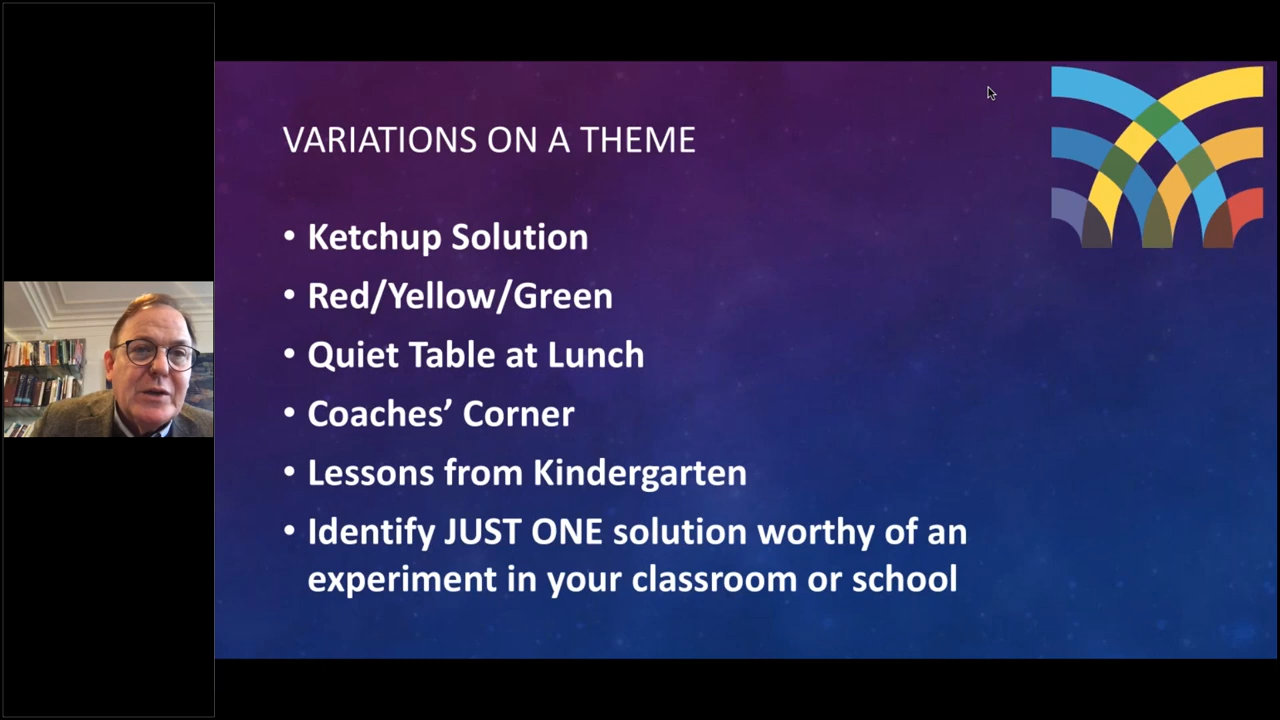 VARIATIONS ON A THEME
• Ketchup Solution
• Red/Yellow/Green
• Quiet Table at Lunch
• Coaches’ Corner
• Lessons from Kindergarten
• Identify JUST ONE solution worthy of an
experiment in your classroom or school